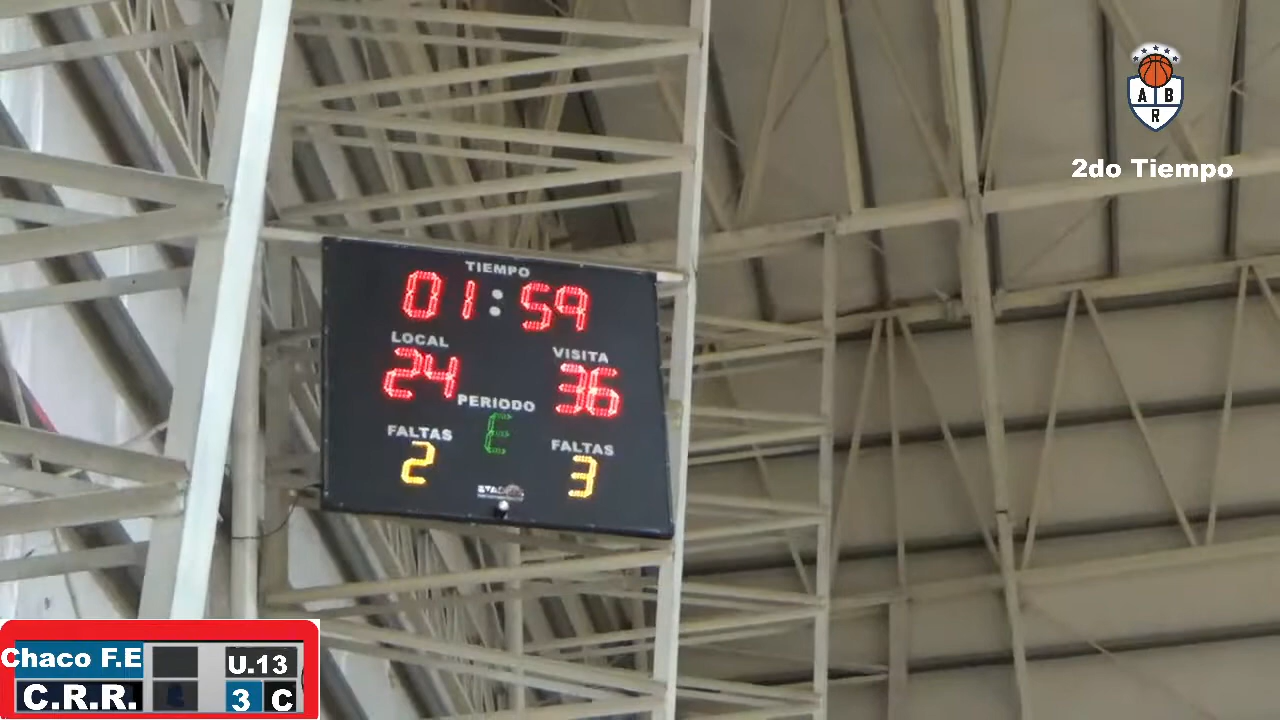 A B
R
2do Tiempo
TIEMPO
01:59
LOCAL VISITA
24 36
PERIODO
E
FALTAS FALTAS
2 3
Chaco F.E U.13
C.R.R. 3 C